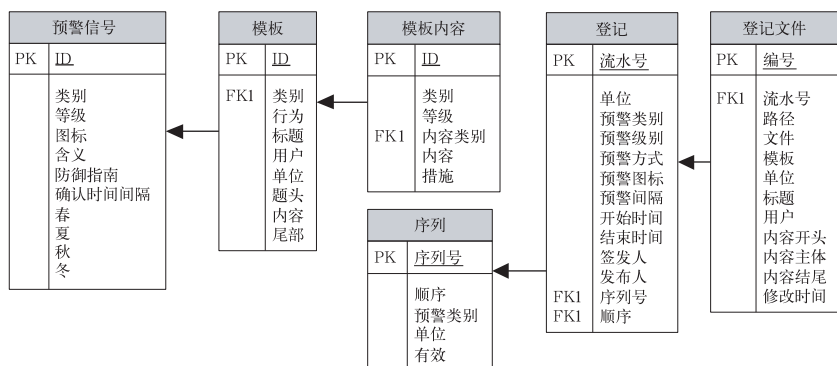 预警信号
PK ID
类别
等级
图标
含义
防御指南
确认时间间隔
春
夏
秋
冬
模板
PK ID
FK1 类别
行为
标题
用户
单位
题头
内容
尾部
模板内容
PK ID
类别
等级
FK1 内容类别
内容
措施
序列
PK 序列号
顺序
预警类别
单位
有效
登记
PK 流水号
单位
预警类别
预警级别
预警方式
预警图标
预警间隔
开始时间
结束时间
签发人
发布人
FK1 序列号
FK1 顺序
登记文件
PK 编号
FK1 流水号
路径
文件
模板
单位
标题
用户
内容开头
内容主体
内容结尾
修改时间